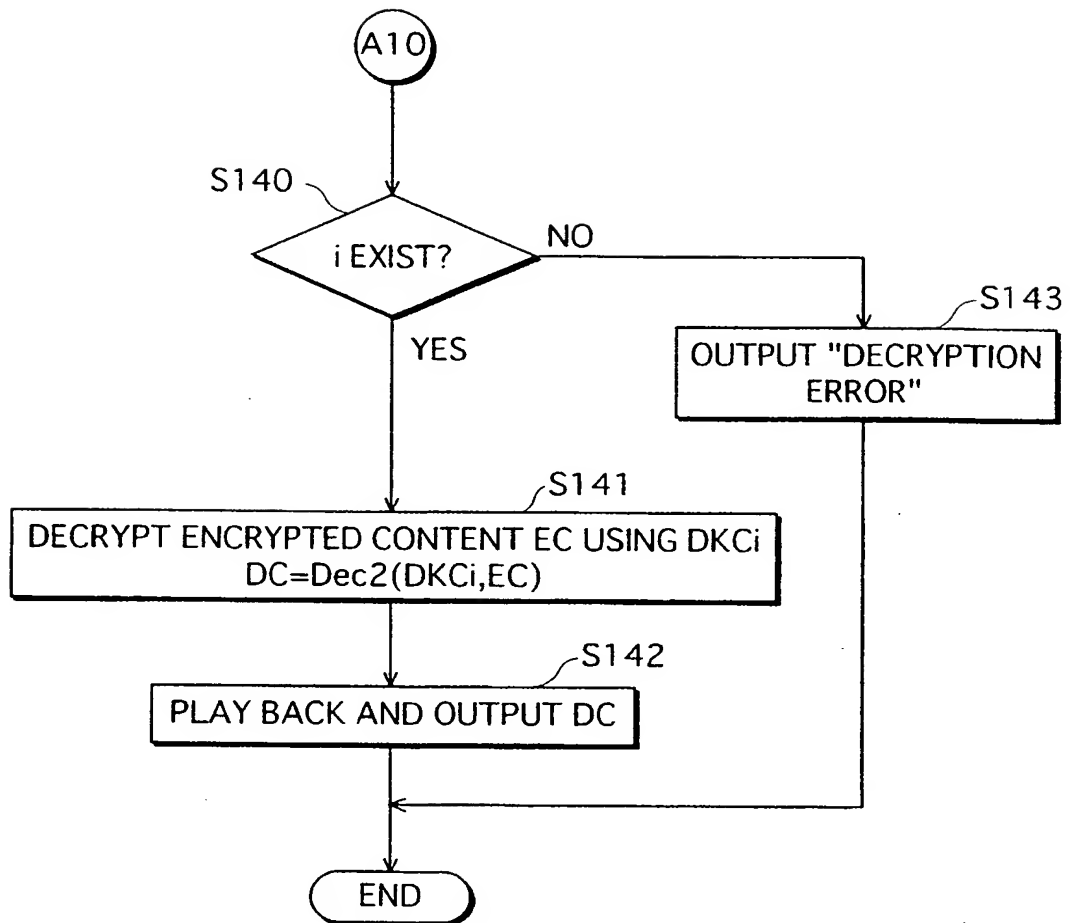 A10
S140
i EXIST?
NO
YES
S143
OUTPUT "DECRYPTION
ERROR"
S141
DECRYPT ENCRYPTED CONTENT EC USING DKCi
DC=Dec2(DKCi,EC)
S142
PLAY BACK AND OUTPUT DC
END